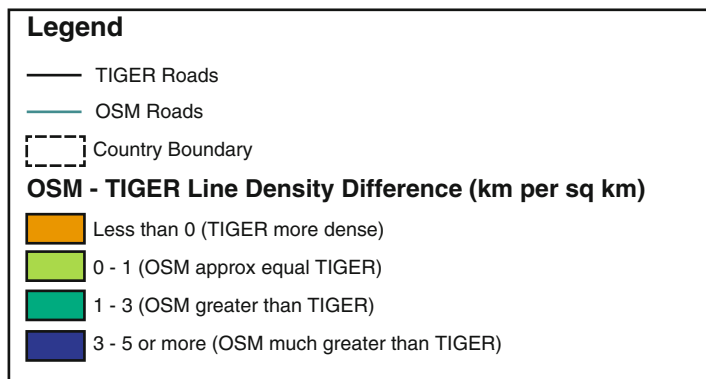 Legend
TIGER Roads
OSM Roads
Country Boundary
OSM - TIGER Line Density Difference (km per sq km)
Less than 0 (TIGER more dense)
0 - 1 (OSM approx equal TIGER)
1 - 3 (OSM greater than TIGER)
3 - 5 or more (OSM much greater than TIGER)